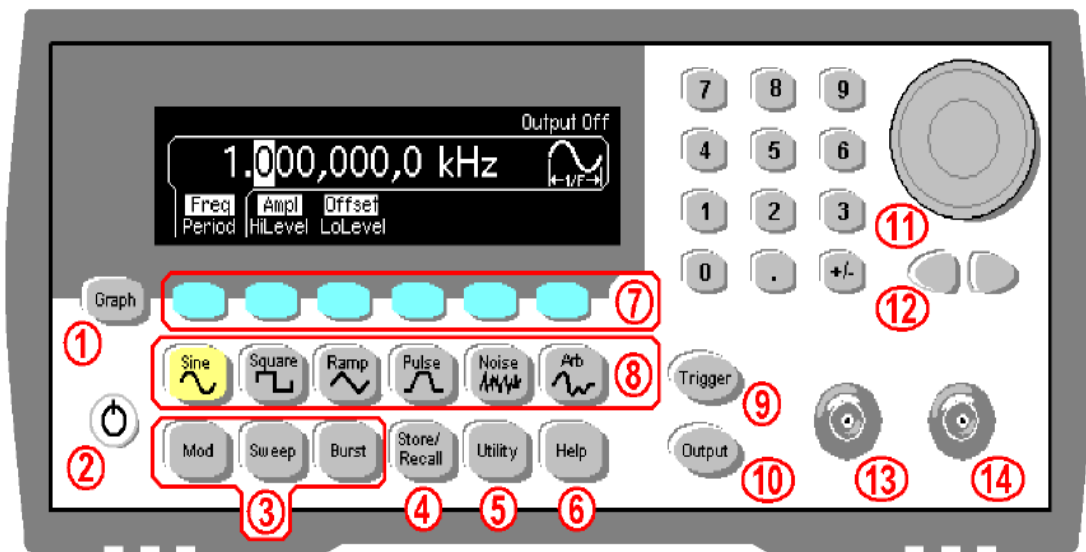 Output Off
1.000,000,0 kHz
1/F
Freq Ampl Offset
Period HiLevel LoLevel
7 8 9
4 5 6
1 2 3
11
0 . +/-
12
Graph
7
1
Sine Square Ramp Pulse Noise Arb
8
Trigger
9
2
Mod Sweep Burst Store/
Recall Utility Help
Output
3 4 5 6
10 13 14